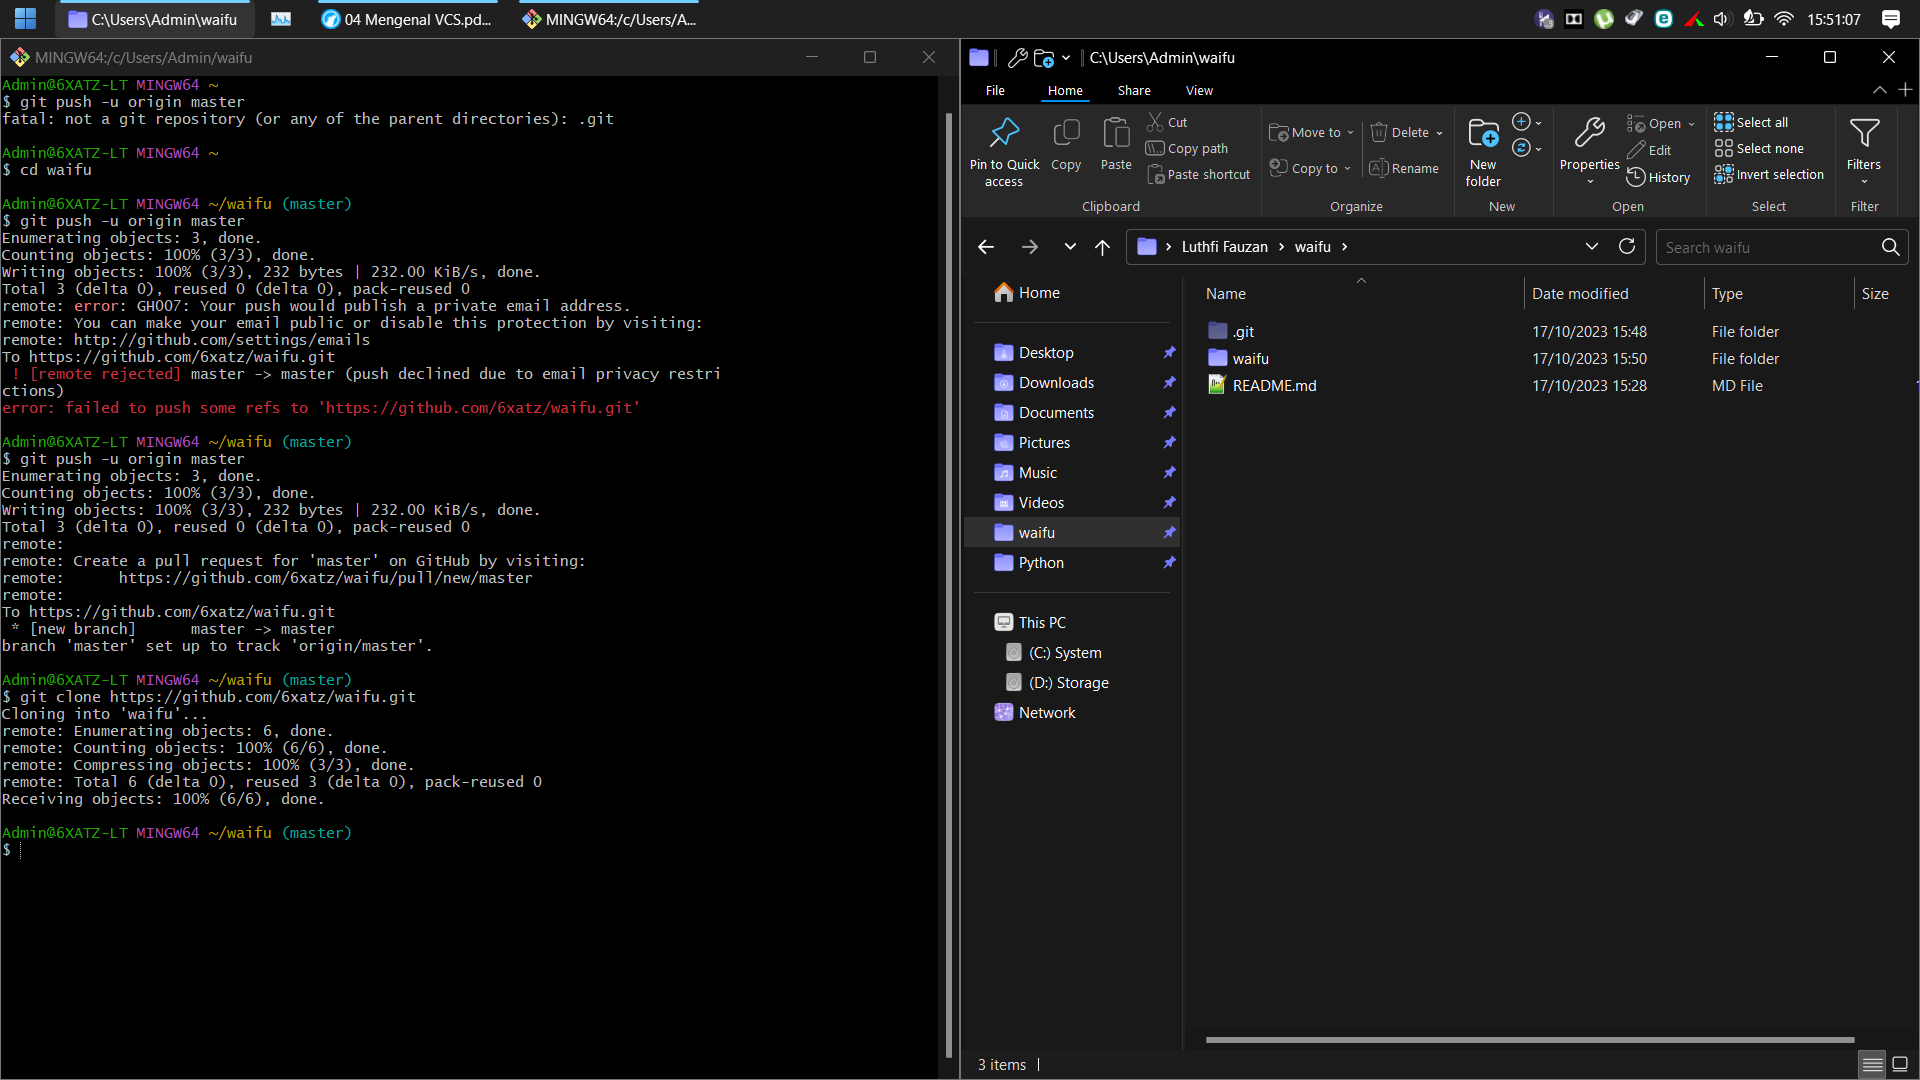 C:\Users\Admin\waifu
04 Mengenal VCS.pd...
MINGW64:/c/Users/A...
15:51:07
MINGW64:/c/Users/Admin/waifu
Admin@6XATZ-LT MINGW64 ~
$ git push -u origin master
fatal: not a git repository (or any of the parent directories): .git
Admin@6XATZ-LT MINGW64 ~
$ cd waifu
Admin@6XATZ-LT MINGW64 ~/waifu (master)
$ git push -u origin master
Enumerating objects: 3, done.
Counting objects: 100% (3/3), done.
Writing objects: 100% (3/3), 232 bytes | 232.00 KiB/s, done.
Total 3 (delta 0), reused 0 (delta 0), pack-reused 0
remote: error: GH007: Your push would publish a private email address.
remote: You can make your email public or disable this protection by visiting:
remote: http://github.com/settings/emails
To https://github.com/6xatz/waifu.git
! [remote rejected] master -> master (push declined due to email privacy restri
ctions)
error: failed to push some refs to 'https://github.com/6xatz/waifu.git'
Admin@6XATZ-LT MINGW64 ~/waifu (master)
$ git push -u origin master
Enumerating objects: 3, done.
Counting objects: 100% (3/3), done.
Writing objects: 100% (3/3), 232 bytes | 232.00 KiB/s, done.
Total 3 (delta 0), reused 0 (delta 0), pack-reused 0
remote:
remote: Create a pull request for 'master' on GitHub by visiting:
remote:      https://github.com/6xatz/waifu/pull/new/master
remote:
To https://github.com/6xatz/waifu.git
* [new branch]      master -> master
branch 'master' set up to track 'origin/master'.
Admin@6XATZ-LT MINGW64 ~/waifu (master)
$ git clone https://github.com/6xatz/waifu.git
Cloning into 'waifu'...
remote: Enumerating objects: 6, done.
remote: Counting objects: 100% (6/6), done.
remote: Compressing objects: 100% (3/3), done.
remote: Total 6 (delta 0), reused 3 (delta 0), pack-reused 0
Receiving objects: 100% (6/6), done.
Admin@6XATZ-LT MINGW64 ~/waifu (master)
$
C:\Users\Admin\waifu
File Home Share View
Pin to Quick access
Copy
Paste
Cut
Copy path
Paste shortcut
Clipboard
Move to
Copy to
Delete
Rename
Organize
New folder
New
Properties
Open
Edit
History
Open
Select all
Select none
Invert selection
Select
Filters
Filter
Luthfi Fauzan > waifu >
Search waifu
Home
Desktop
Downloads
Documents
Pictures
Music
Videos
waifu
Python
This PC
(C:) System
(D:) Storage
Network
Name Date modified Type Size
.git 17/10/2023 15:48 File folder
waifu 17/10/2023 15:50 File folder
README.md 17/10/2023 15:28 MD File
3 items